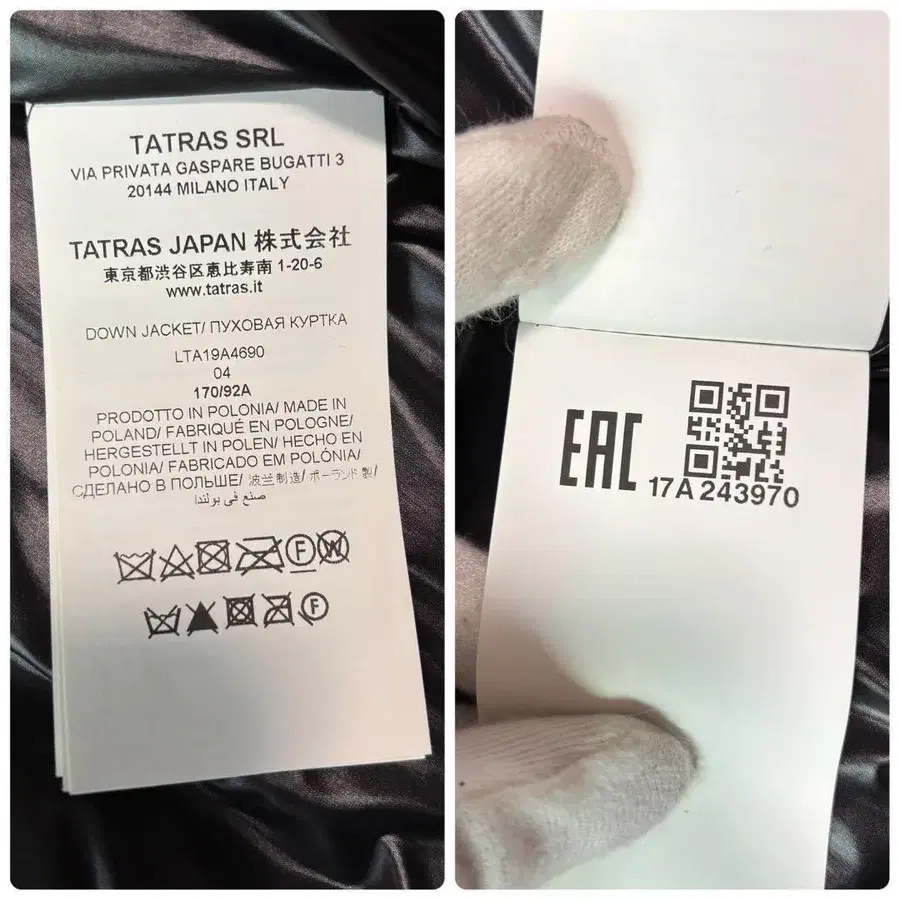 TATRAS SRL
VIA PRIVATA GASPARE BUGATTI 3
20144 MILANO ITALY
TATRAS JAPAN 株式会社
東京都渋谷区恵比寿南 1-20-6
www.tatras.it
DOWN JACKET/ ПУХОВАЯ КУРТКА
LTA19A4690
04
170/92A
PRODOTTO IN POLONIA/ MADE IN
POLAND/ FABRIQUÉ EN POLOGNE/
HERGESTELLT IN POLEN/ HECHO EN
POLONIA/ FABRICADO EM POLÓNIA/
СДЕЛАНО В ПОЛЬШЕ/ 波兰制造/ ポーランド製/
صنع في بولندا/
F W
F
EAC
17A 243970